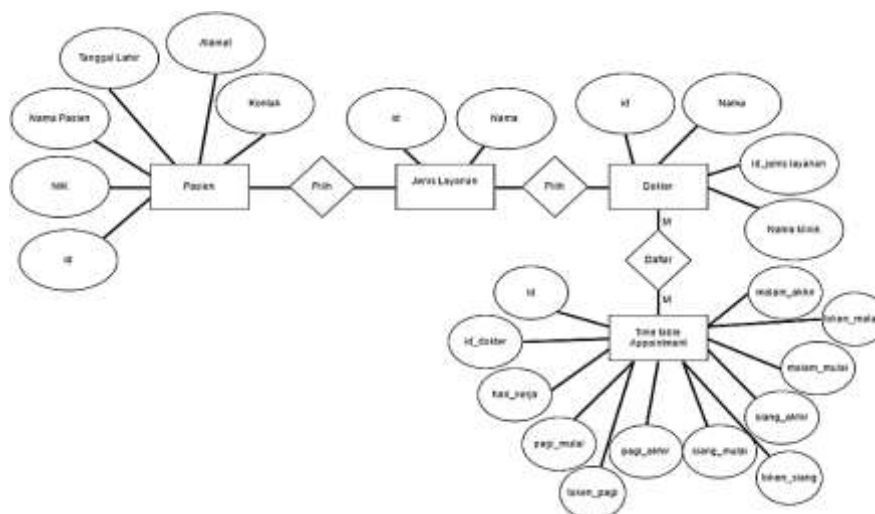 Alamat
Tanggal Lahir
Kontak
Nama Pasien
NIK
id
Pasien
Pilih
id
Nama
Jenis Layanan
Pilih
id
Nama
id_jenis layanan
Nama klinik
Dokter
M
Daftar
M
Time table
Appointment
id
id_dokter
hari_kerja
pagi_mulai
token_pagi
pagi_akhir
siang_mulai
token_siang
siang_akhir
malam_mulai
malam_akhir